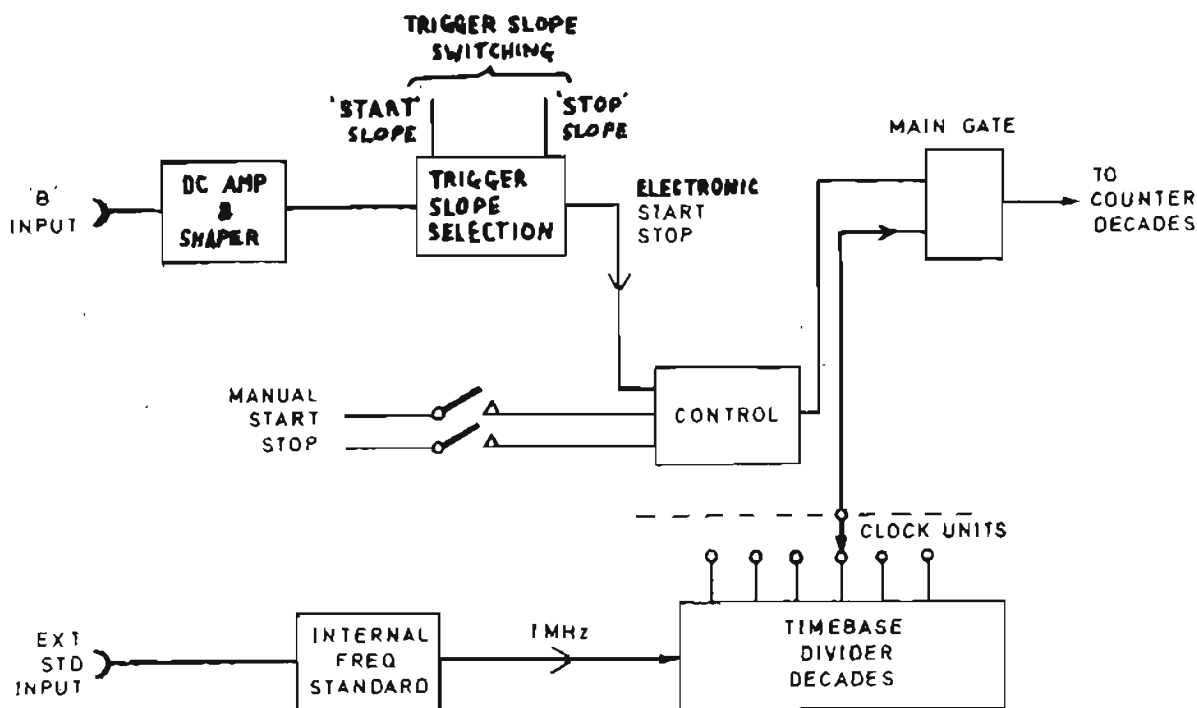 TRIGGER SLOPE
SWITCHING
'START'
SLOPE
'STOP'
SLOPE
MAIN GATE
'B'
INPUT
DC AMP
&
SHAPER
TRIGGER
SLOPE
SELECTION
ELECTRONIC
START
STOP
TO
COUNTER
DECADES
MANUAL
START
STOP
CONTROL
CLOCK UNITS
EXT
STD
INPUT
INTERNAL
FREQ
STANDARD
1MHz
TIMEBASE
DIVIDER
DECADES